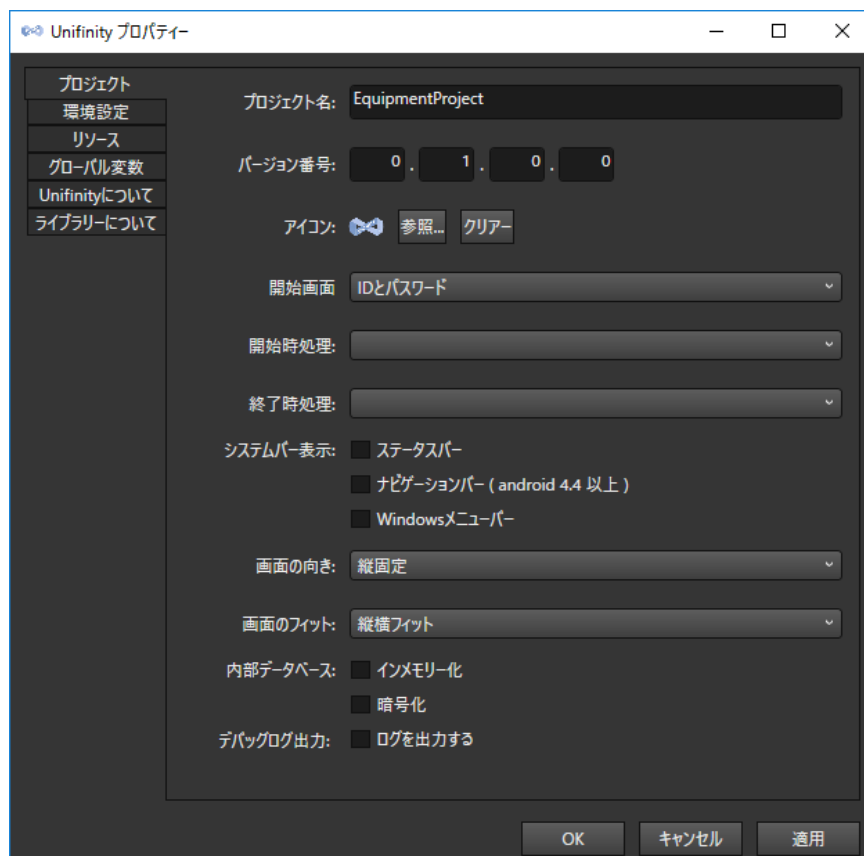 Unifinity プロパティー
プロジェクト
環境設定
リソース
グローバル変数
Unifinityについて
ライブラリーについて
プロジェクト名: EquipmentProject
バージョン番号: 0 . 1 . 0 . 0
アイコン: 参照... クリアー
開始画面 IDとパスワード
開始時処理:
終了時処理:
システムバー表示: ステータスバー
ナビゲーションバー ( android 4.4 以上 )
Windowsメニューバー
画面の向き: 縦固定
画面のフィット: 縦横フィット
内部データベース: インメモリー化
暗号化
デバッグログ出力: ログを出力する
OK キャンセル 適用